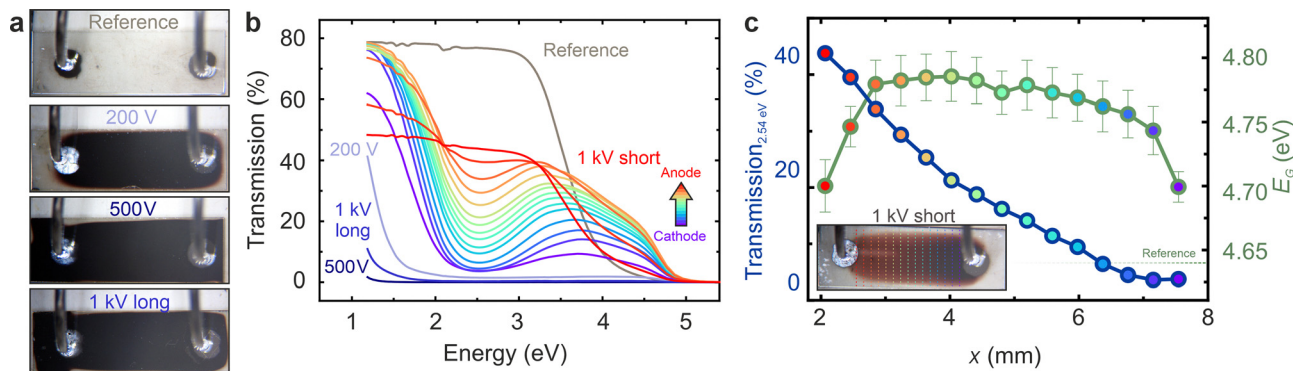 a
Reference
200 V
500V
1 kV long
b
80
60
40
20
0
Transmission (%)
1
2
3
4
5
Energy (eV)
Reference
200 V
1 kV
long
500V
1 kV short
Anode
Cathode
c
40
20
0
Transmission2.54 eV (%)
2
4
6
8
x (mm)
4.80
4.75
4.70
4.65
EG (eV)
1 kV short
Reference